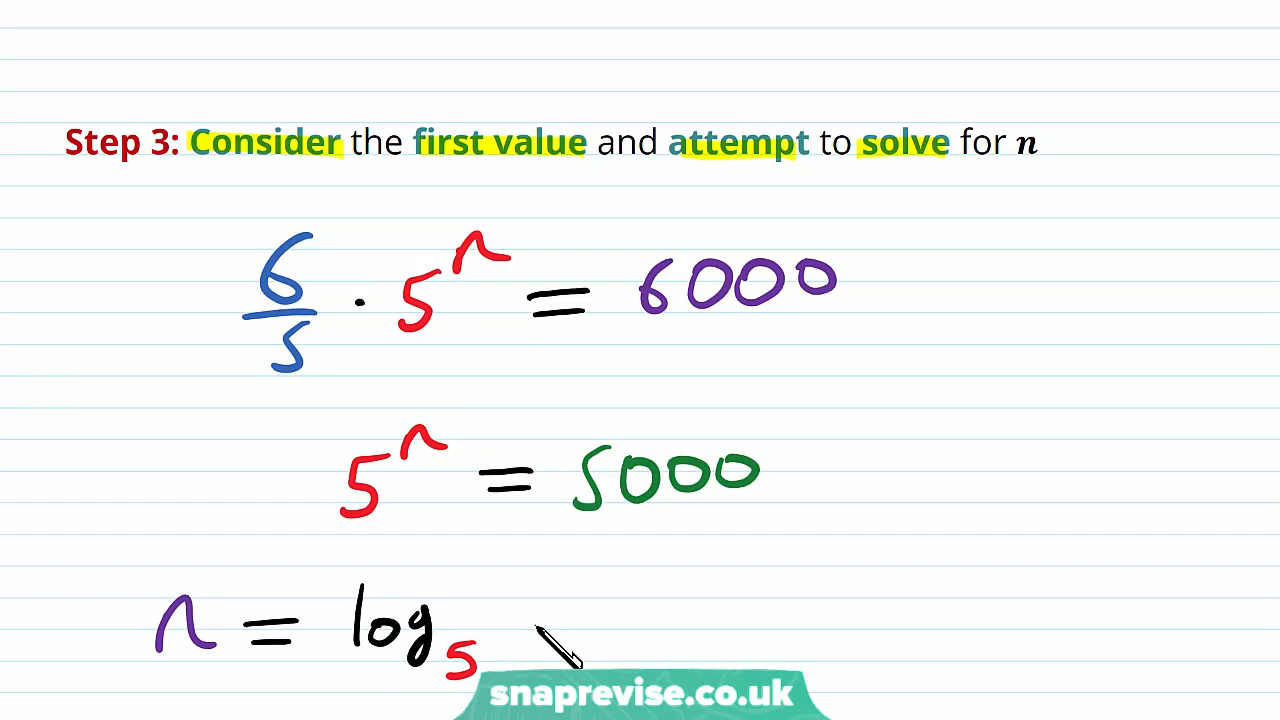 Step 3: Consider the first value and attempt to solve for n
6/5 · 5^n = 6000
5^n = 5000
n = log_5
snaprevise.co.uk